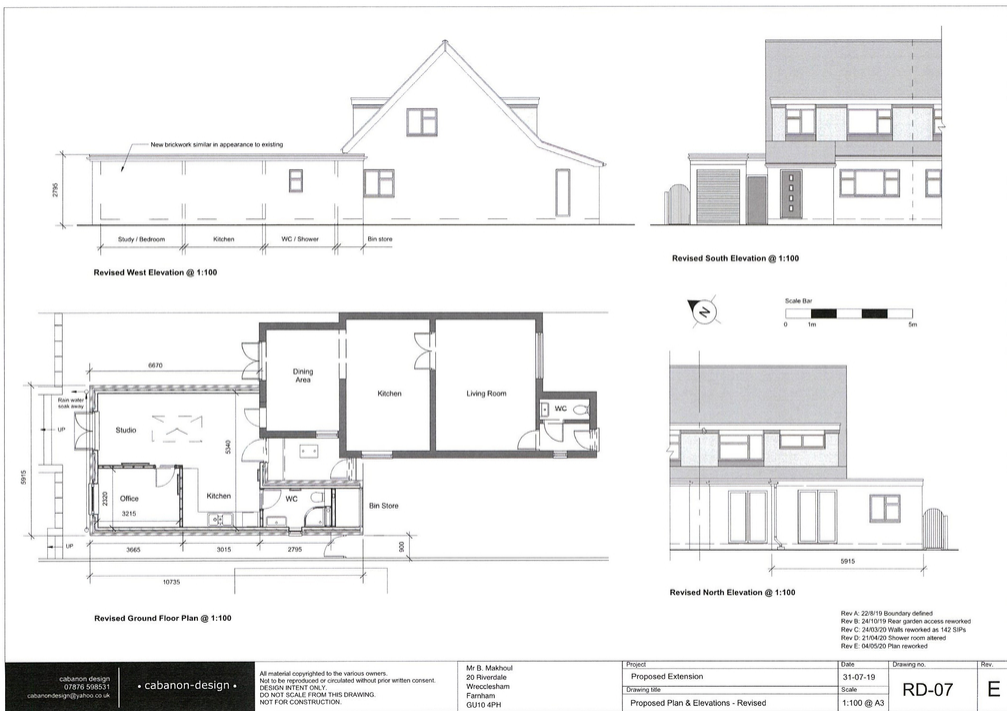 New brickwork similar in appearance to existing
2795
Study / Bedroom
Kitchen
WC / Shower
Bin store
Revised West Elevation @ 1:100
Revised South Elevation @ 1:100
N
Scale Bar
0 1m 5m
6670
Rain water
soak away
UP
5915
Studio
5340
Dining
Area
Kitchen
Living Room
WC
Office
2320
3215
Kitchen
WC
Bin Store
UP
3665
3015
2795
900
10735
Revised Ground Floor Plan @ 1:100
5915
Revised North Elevation @ 1:100
Rev A: 22/8/19 Boundary defined
Rev B: 24/10/19 Rear garden access reworked
Rev C: 24/03/20 Walls reworked as 142 SIPs
Rev D: 21/04/20 Shower room altered
Rev E: 04/05/20 Plan reworked
cabanon design
07876 598531
cabanondesign@yahoo.co.uk
• cabanon-design •
All material copyrighted to the various owners.
Not to be reproduced or circulated without prior written consent.
DESIGN INTENT ONLY.
DO NOT SCALE FROM THIS DRAWING.
NOT FOR CONSTRUCTION.
Mr B. Makhoul
20 Riverdale
Wrecclesham
Farnham
GU10 4PH
Project
Proposed Extension
Drawing title
Proposed Plan & Elevations - Revised
Date
31-07-19
Scale
1:100 @ A3
Drawing no.
RD-07
Rev.
E